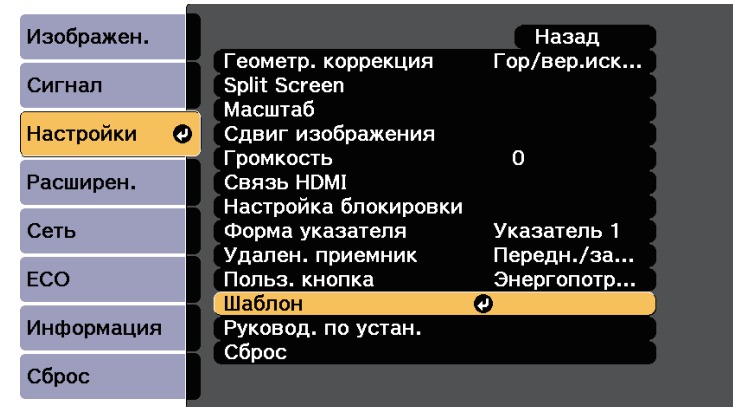 Изображен.
Сигнал
Настройки
Расширен.
Сеть
ECO
Информация
Сброс
Назад
Геометр. коррекция Гор/вер.иск...
Split Screen
Масштаб
Сдвиг изображения
Громкость 0
Связь HDMI
Настройка блокировки
Форма указателя Указатель 1
Удален. приемник Передн./за...
Польз. кнопка Энергопотр...
Шаблон
Руковод. по устан.
Сброс